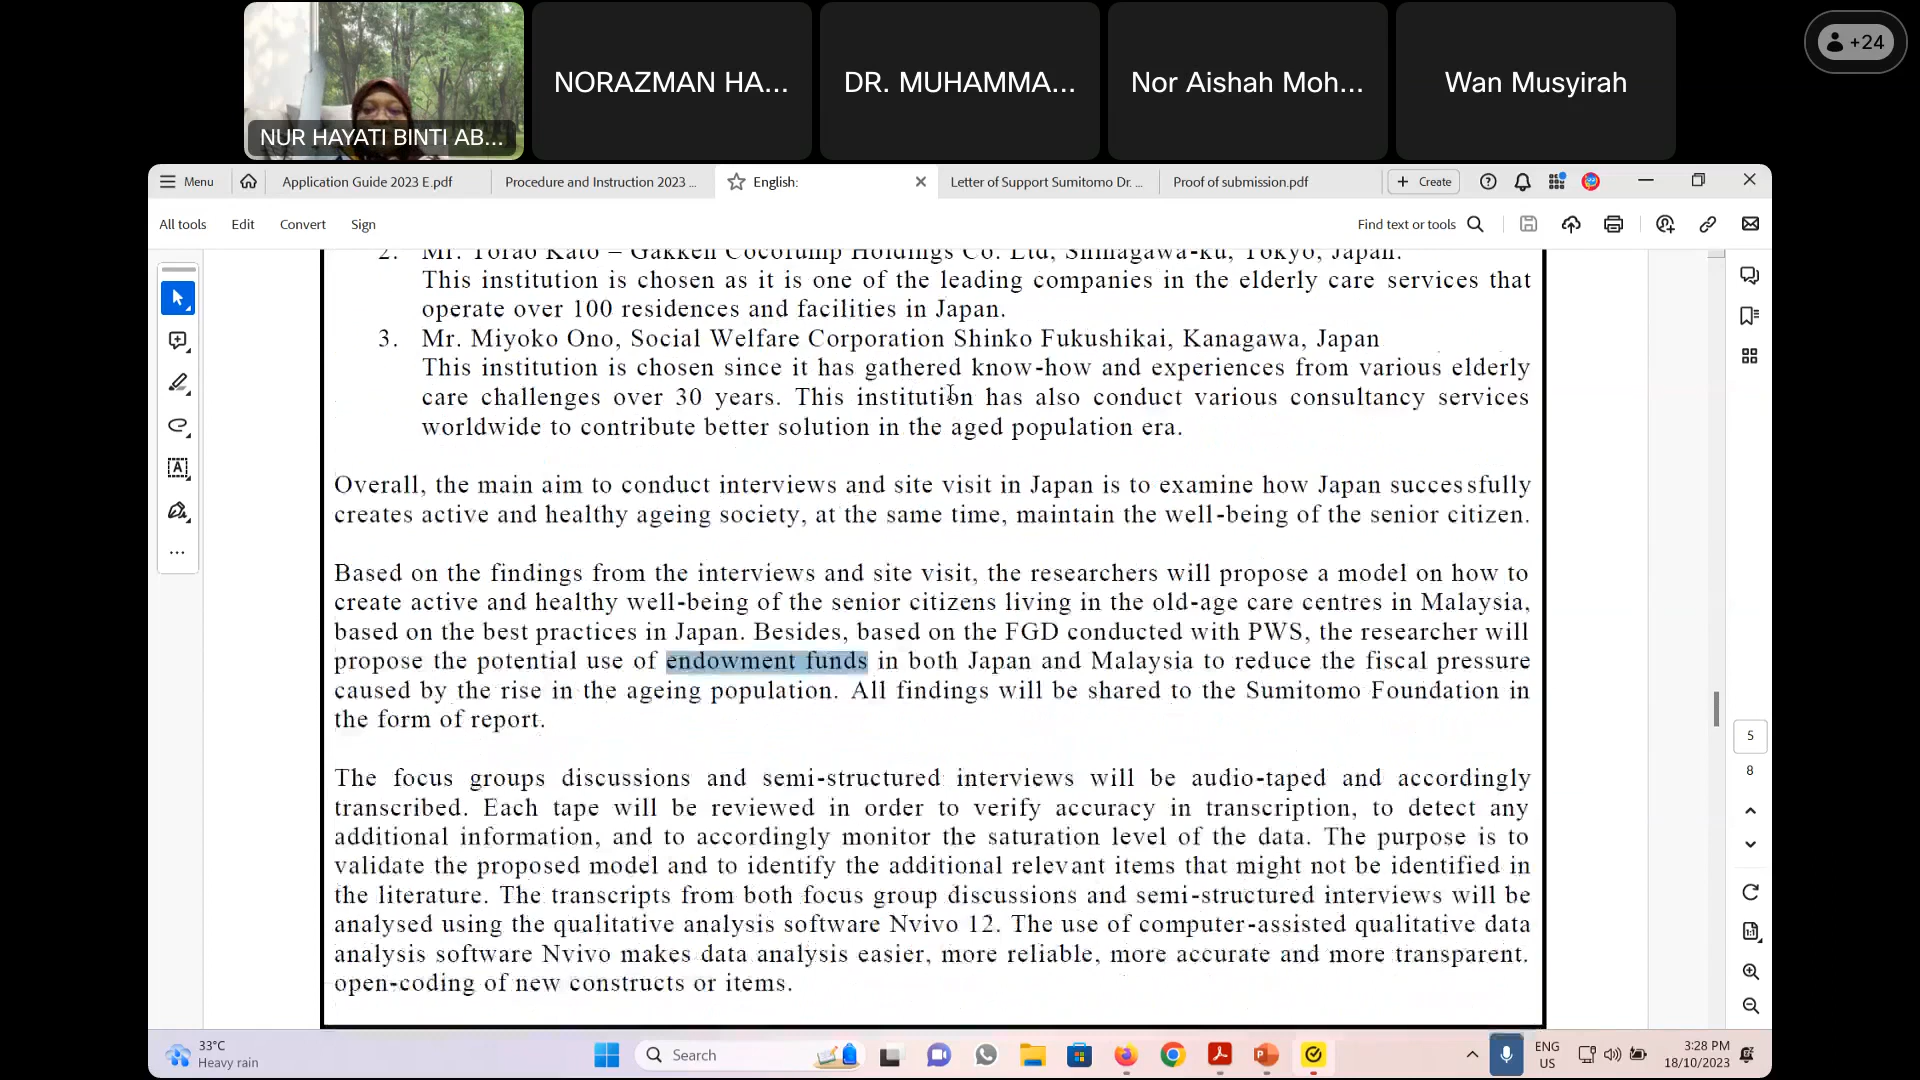 NUR HAYATI BINTI AB...
NORAZMAN HA...
DR. MUHAMMA...
Nor Aishah Moh...
Wan Musyirah
+24
Menu
Application Guide 2023 E.pdf
Procedure and Instruction 2023 ...
English:
Letter of Support Sumitomo Dr. ...
Proof of submission.pdf
Create
All tools
Edit
Convert
Sign
Find text or tools
2. Mr. Torao Kato – Gakken Cocofump Holdings Co. Ltd, Shinagawa-ku, Tokyo, Japan.
This institution is chosen as it is one of the leading companies in the elderly care services that
operate over 100 residences and facilities in Japan.
3. Mr. Miyoko Ono, Social Welfare Corporation Shinko Fukushikai, Kanagawa, Japan
This institution is chosen since it has gathered know-how and experiences from various elderly
care challenges over 30 years. This institution has also conduct various consultancy services
worldwide to contribute better solution in the aged population era.
Overall, the main aim to conduct interviews and site visit in Japan is to examine how Japan successfully
creates active and healthy ageing society, at the same time, maintain the well-being of the senior citizen.
Based on the findings from the interviews and site visit, the researchers will propose a model on how to
create active and healthy well-being of the senior citizens living in the old-age care centres in Malaysia,
based on the best practices in Japan. Besides, based on the FGD conducted with PWS, the researcher will
propose the potential use of endowment funds in both Japan and Malaysia to reduce the fiscal pressure
caused by the rise in the ageing population. All findings will be shared to the Sumitomo Foundation in
the form of report.
The focus groups discussions and semi-structured interviews will be audio-taped and accordingly
transcribed. Each tape will be reviewed in order to verify accuracy in transcription, to detect any
additional information, and to accordingly monitor the saturation level of the data. The purpose is to
validate the proposed model and to identify the additional relevant items that might not be identified in
the literature. The transcripts from both focus group discussions and semi-structured interviews will be
analysed using the qualitative analysis software Nvivo 12. The use of computer-assisted qualitative data
analysis software Nvivo makes data analysis easier, more reliable, more accurate and more transparent.
open-coding of new constructs or items.
5
8
33°C
Heavy rain
Search
ENG
US
3:28 PM
18/10/2023